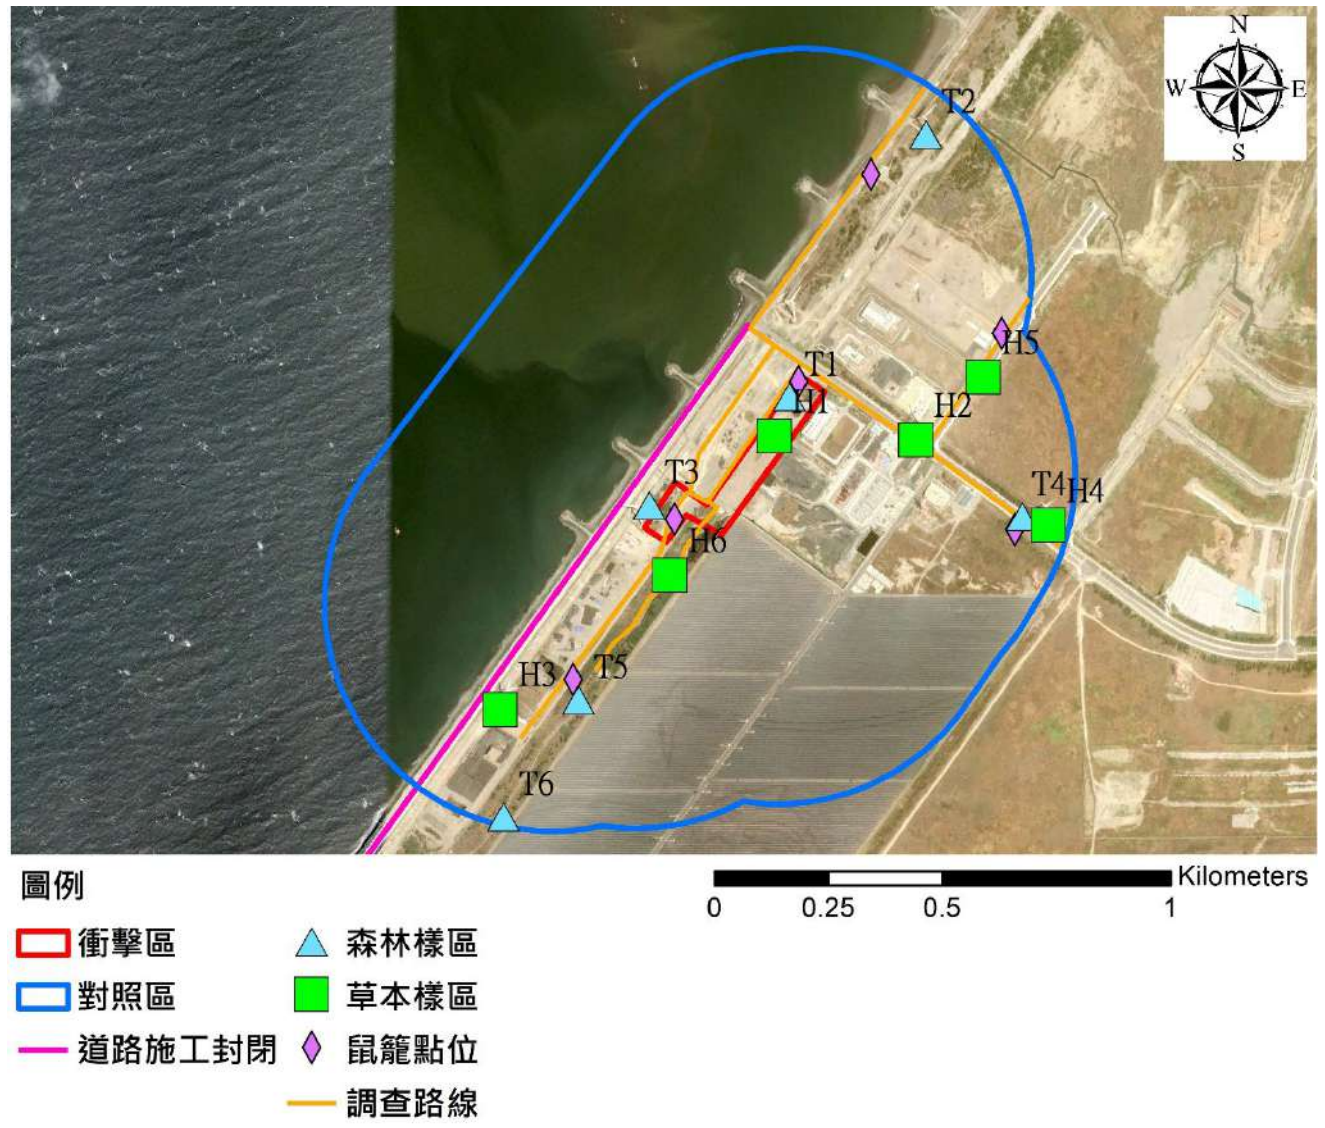 N
W E
S
T2
H5
T1
H1
H2
T3
T4 H4
H6
T5
H3
T6
圖例
Kilometers
0 0.25 0.5 1
衝擊區 森林樣區
對照區 草本樣區
道路施工封閉 鼠籠點位
調查路線